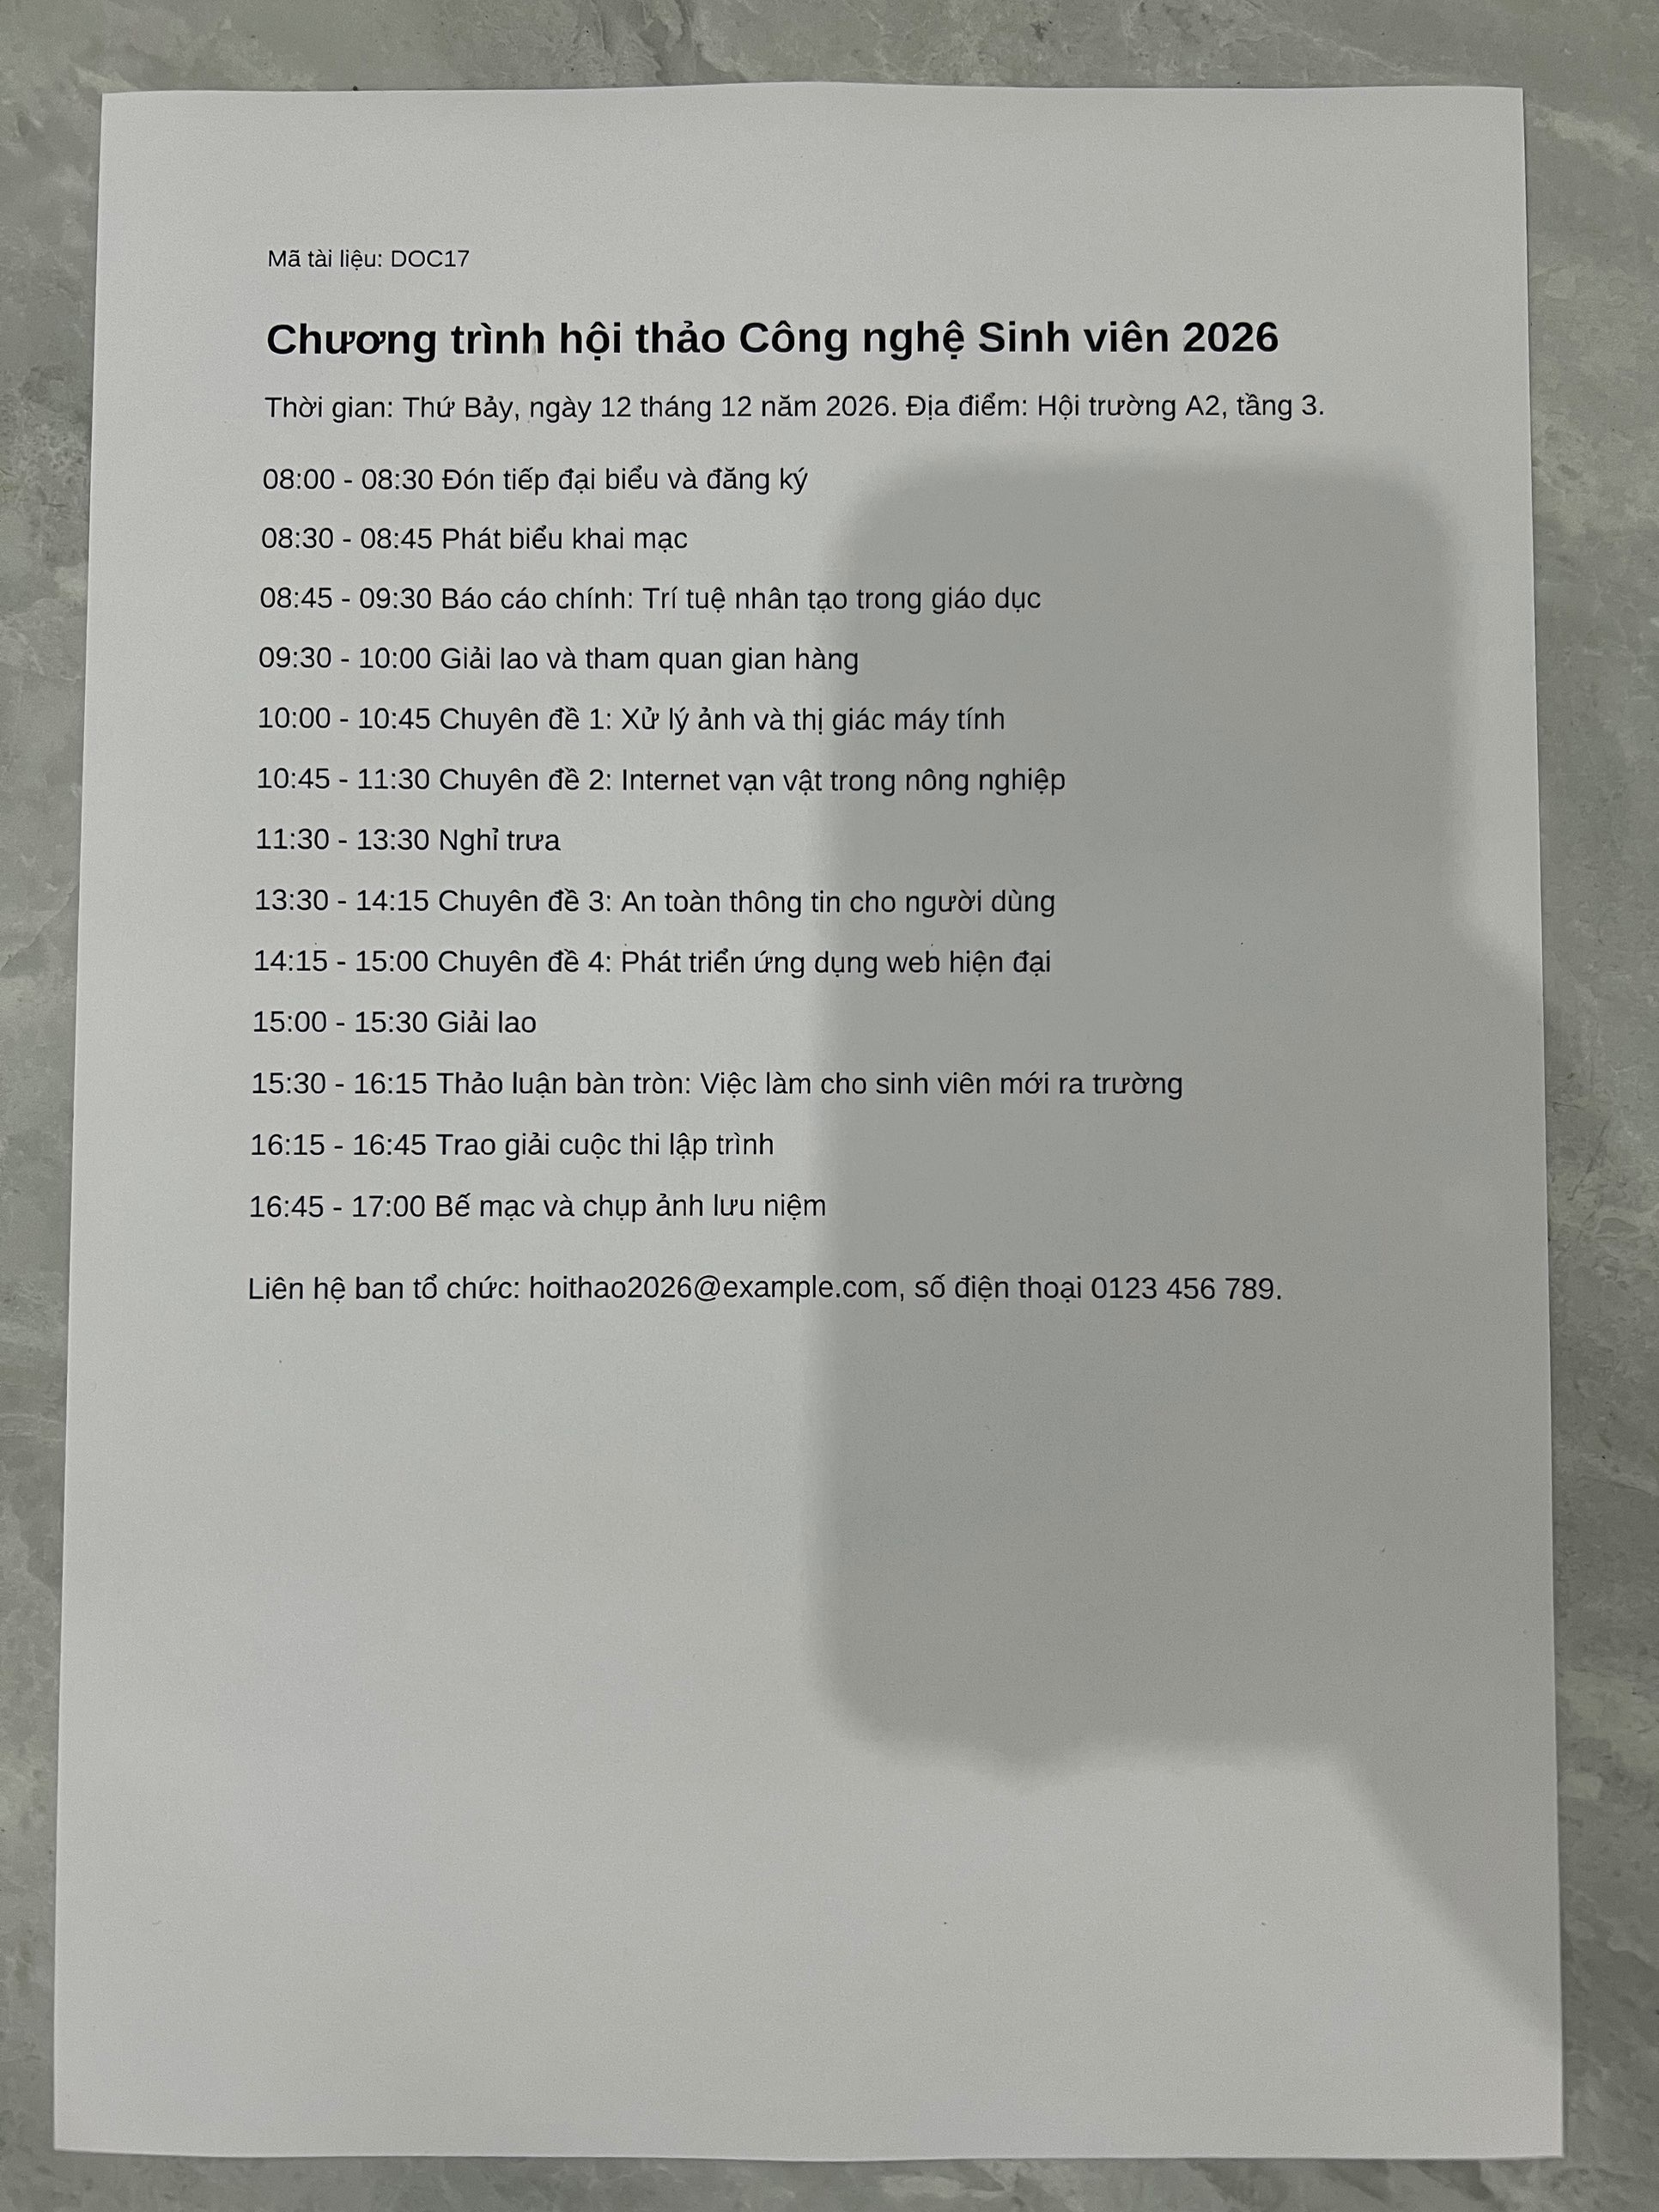 Mã tài liệu: DOC17
Chương trình hội thảo Công nghệ Sinh viên 2026
Thời gian: Thứ Bảy, ngày 12 tháng 12 năm 2026. Địa điểm: Hội trường A2, tầng 3.
08:00 - 08:30 Đón tiếp đại biểu và đăng ký
08:30 - 08:45 Phát biểu khai mạc
08:45 - 09:30 Báo cáo chính: Trí tuệ nhân tạo trong giáo dục
09:30 - 10:00 Giải lao và tham quan gian hàng
10:00 - 10:45 Chuyên đề 1: Xử lý ảnh và thị giác máy tính
10:45 - 11:30 Chuyên đề 2: Internet vạn vật trong nông nghiệp
11:30 - 13:30 Nghỉ trưa
13:30 - 14:15 Chuyên đề 3: An toàn thông tin cho người dùng
14:15 - 15:00 Chuyên đề 4: Phát triển ứng dụng web hiện đại
15:00 - 15:30 Giải lao
15:30 - 16:15 Thảo luận bàn tròn: Việc làm cho sinh viên mới ra trường
16:15 - 16:45 Trao giải cuộc thi lập trình
16:45 - 17:00 Bế mạc và chụp ảnh lưu niệm
Liên hệ ban tổ chức: hoithao2026@example.com, số điện thoại 0123 456 789.